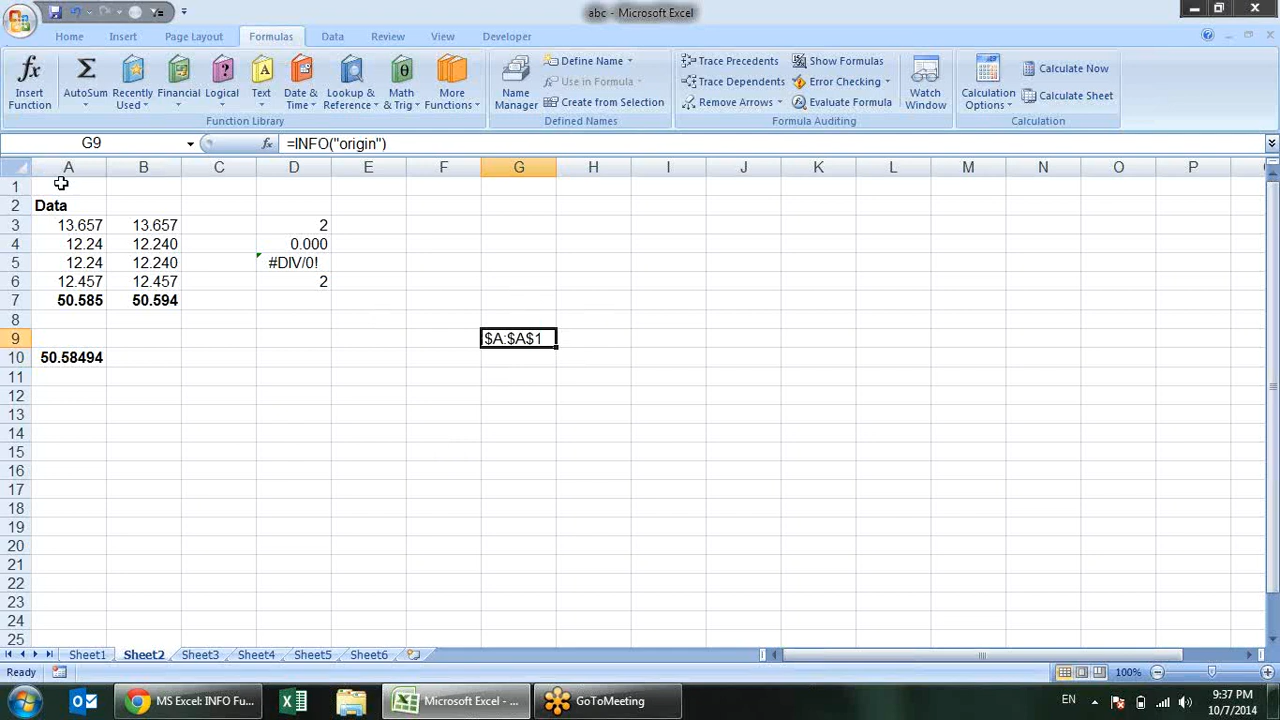 abc - Microsoft Excel
Home Insert Page Layout Formulas Data Review View Developer
Insert Function
AutoSum
Recently Used
Financial
Logical
Text
Date & Time
Lookup & Reference
Math & Trig
More Functions
Function Library
Name Manager
Define Name
Use in Formula
Create from Selection
Defined Names
Trace Precedents
Trace Dependents
Remove Arrows
Show Formulas
Error Checking
Evaluate Formula
Formula Auditing
Watch Window
Calculation Options
Calculate Now
Calculate Sheet
Calculation
G9 fx =INFO("origin")
A B C D E F G H I J K L M N O P
1
2 Data
3 13.657 13.657 2
4 12.24 12.240 0.000
5 12.24 12.240 #DIV/0!
6 12.457 12.457 2
7 50.585 50.594
8
9 $A:$A$1
10 50.58494
11
12
13
14
15
16
17
18
19
20
21
22
23
24
25
Sheet1 Sheet2 Sheet3 Sheet4 Sheet5 Sheet6
Ready 100%
MS Excel: INFO Fu... Microsoft Excel - ... GoToMeeting EN 9:37 PM
10/7/2014